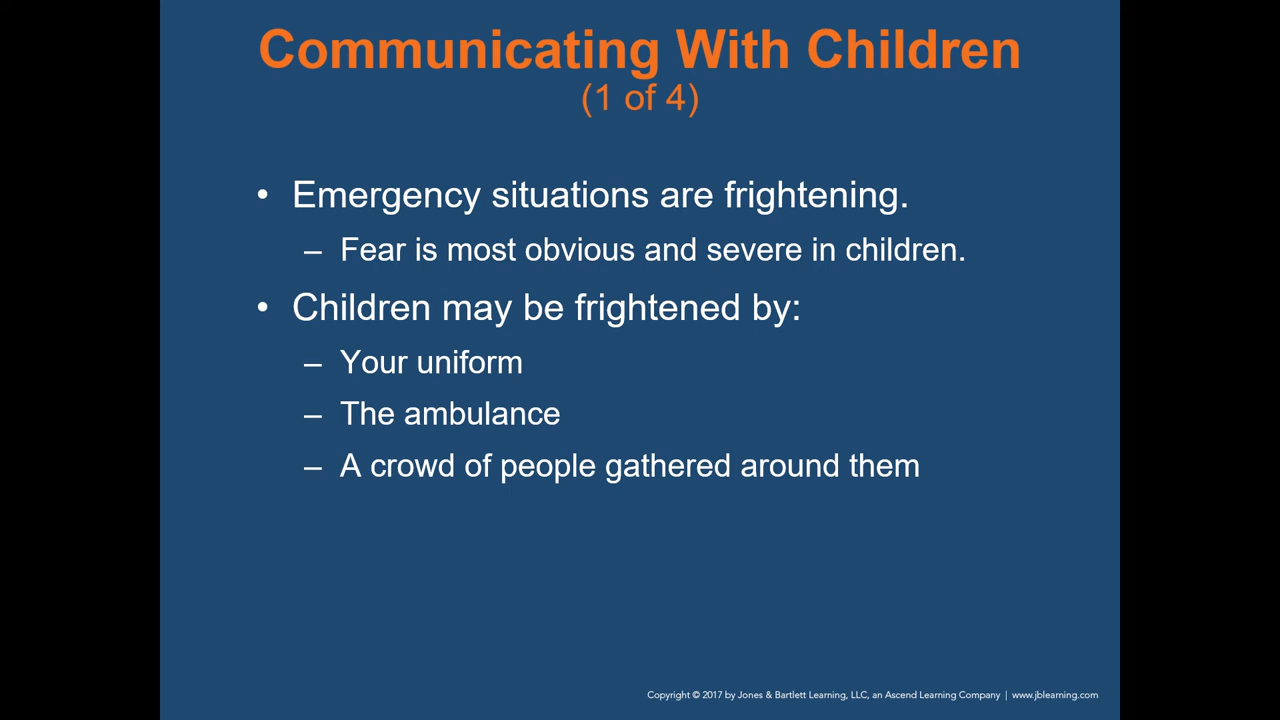 Communicating With Children
(1 of 4)
• Emergency situations are frightening.
– Fear is most obvious and severe in children.
• Children may be frightened by:
– Your uniform
– The ambulance
– A crowd of people gathered around them
Copyright © 2017 by Jones & Bartlett Learning, LLC, an Ascend Learning Company | www.jblearning.com